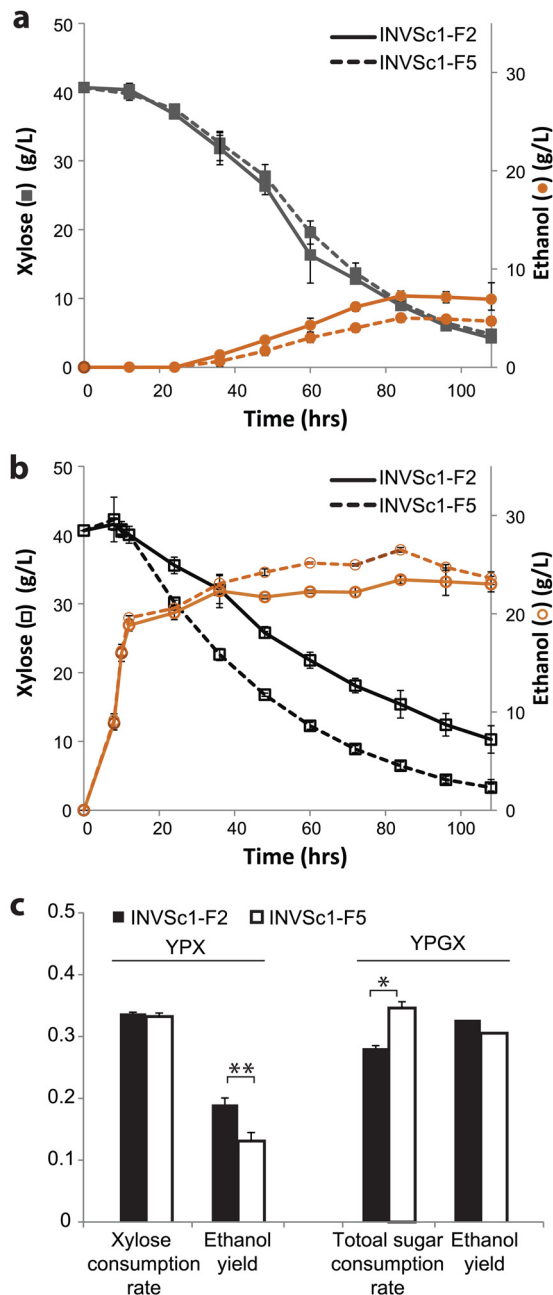 a
50
40
30
20
10
0
Xylose (■) (g/L)
INVSc1-F2
INVSc1-F5
30
20
10
0
Ethanol (●) (g/L)
0 20 40 60 80 100
Time (hrs)
b
50
40
30
20
10
0
Xylose (□) (g/L)
INVSc1-F2
INVSc1-F5
30
20
10
0
Ethanol (○) (g/L)
0 20 40 60 80 100
Time (hrs)
c
0.5
0.4
0.3
0.2
0.1
0
INVSc1-F2 INVSc1-F5
YPX YPGX
*
**
Xylose Ethanol Totoal sugar Ethanol
consumption yield consumption yield
rate rate